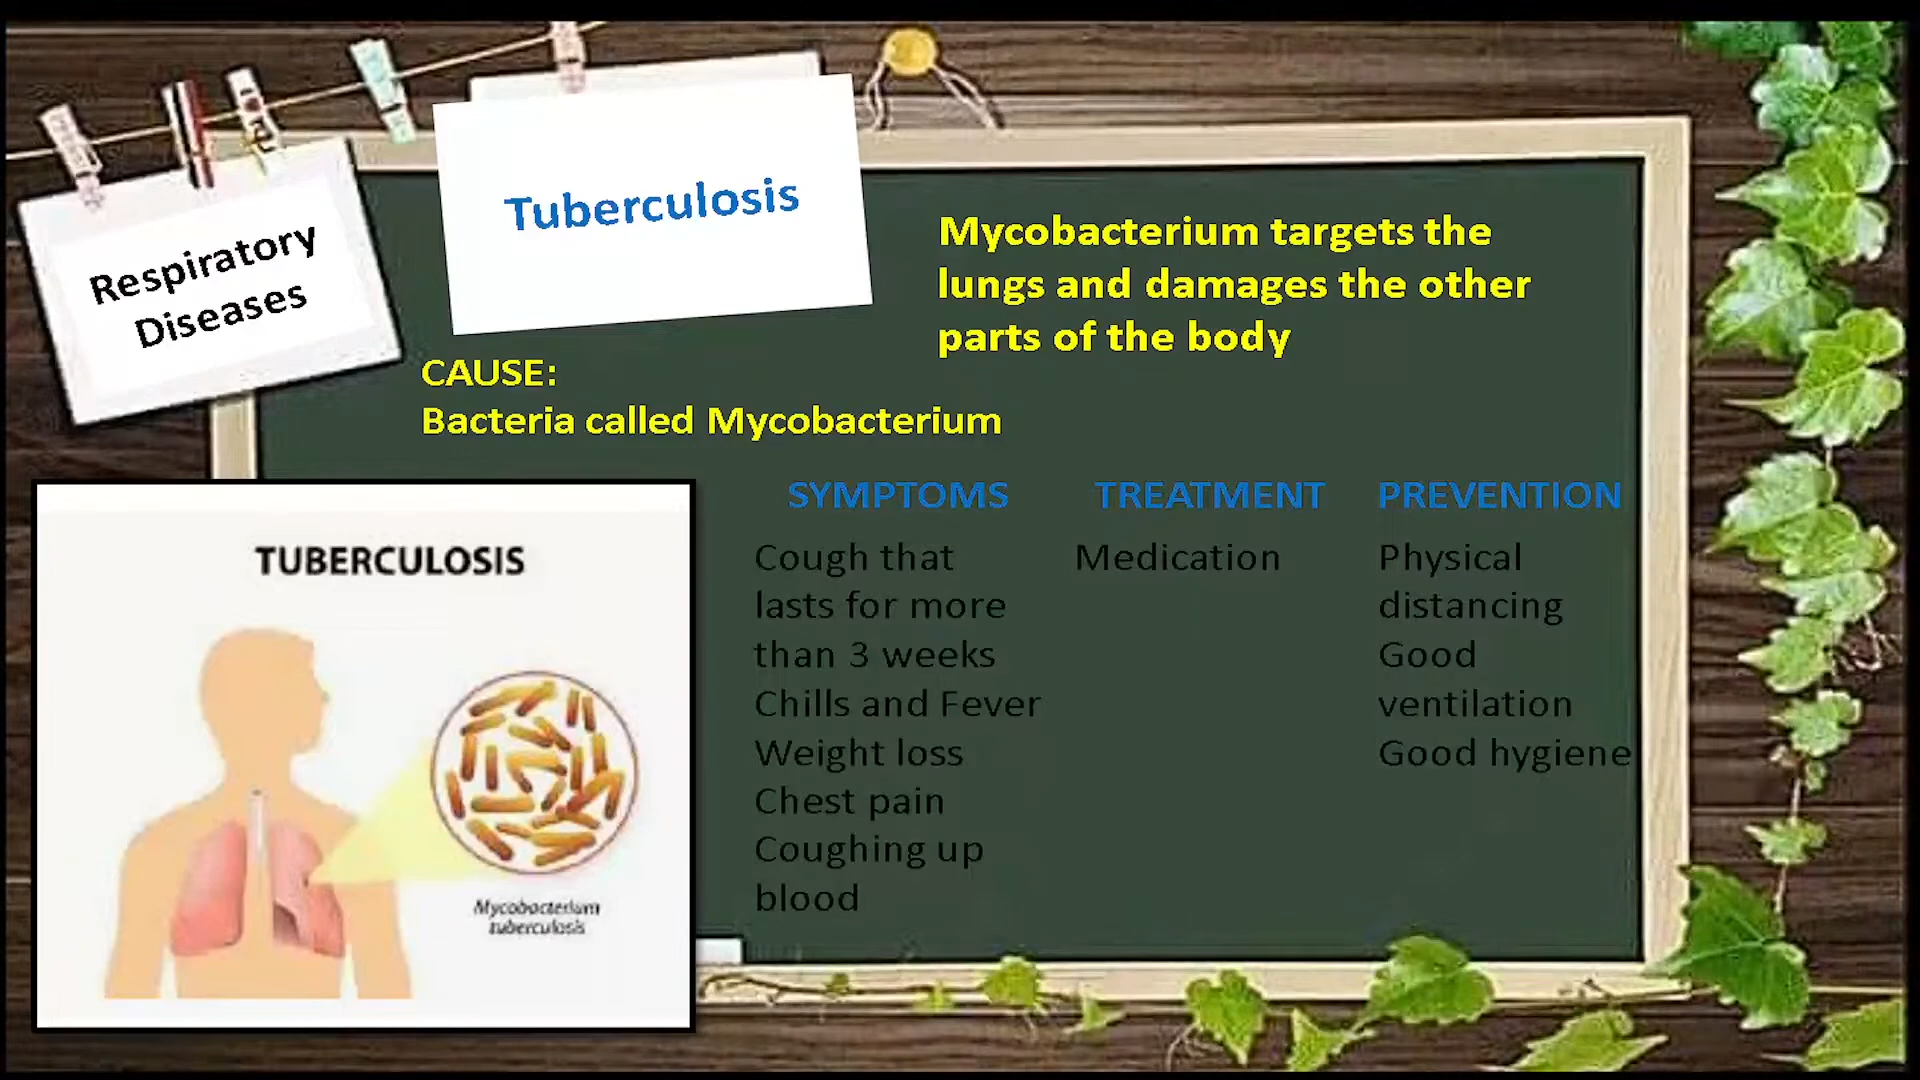 Respiratory
Diseases
Tuberculosis
Mycobacterium targets the
lungs and damages the other
parts of the body
CAUSE:
Bacteria called Mycobacterium
TUBERCULOSIS
Mycobacterium
tuberculosis
SYMPTOMS
Cough that
lasts for more
than 3 weeks
Chills and Fever
Weight loss
Chest pain
Coughing up
blood
TREATMENT
Medication
PREVENTION
Physical
distancing
Good
ventilation
Good hygiene